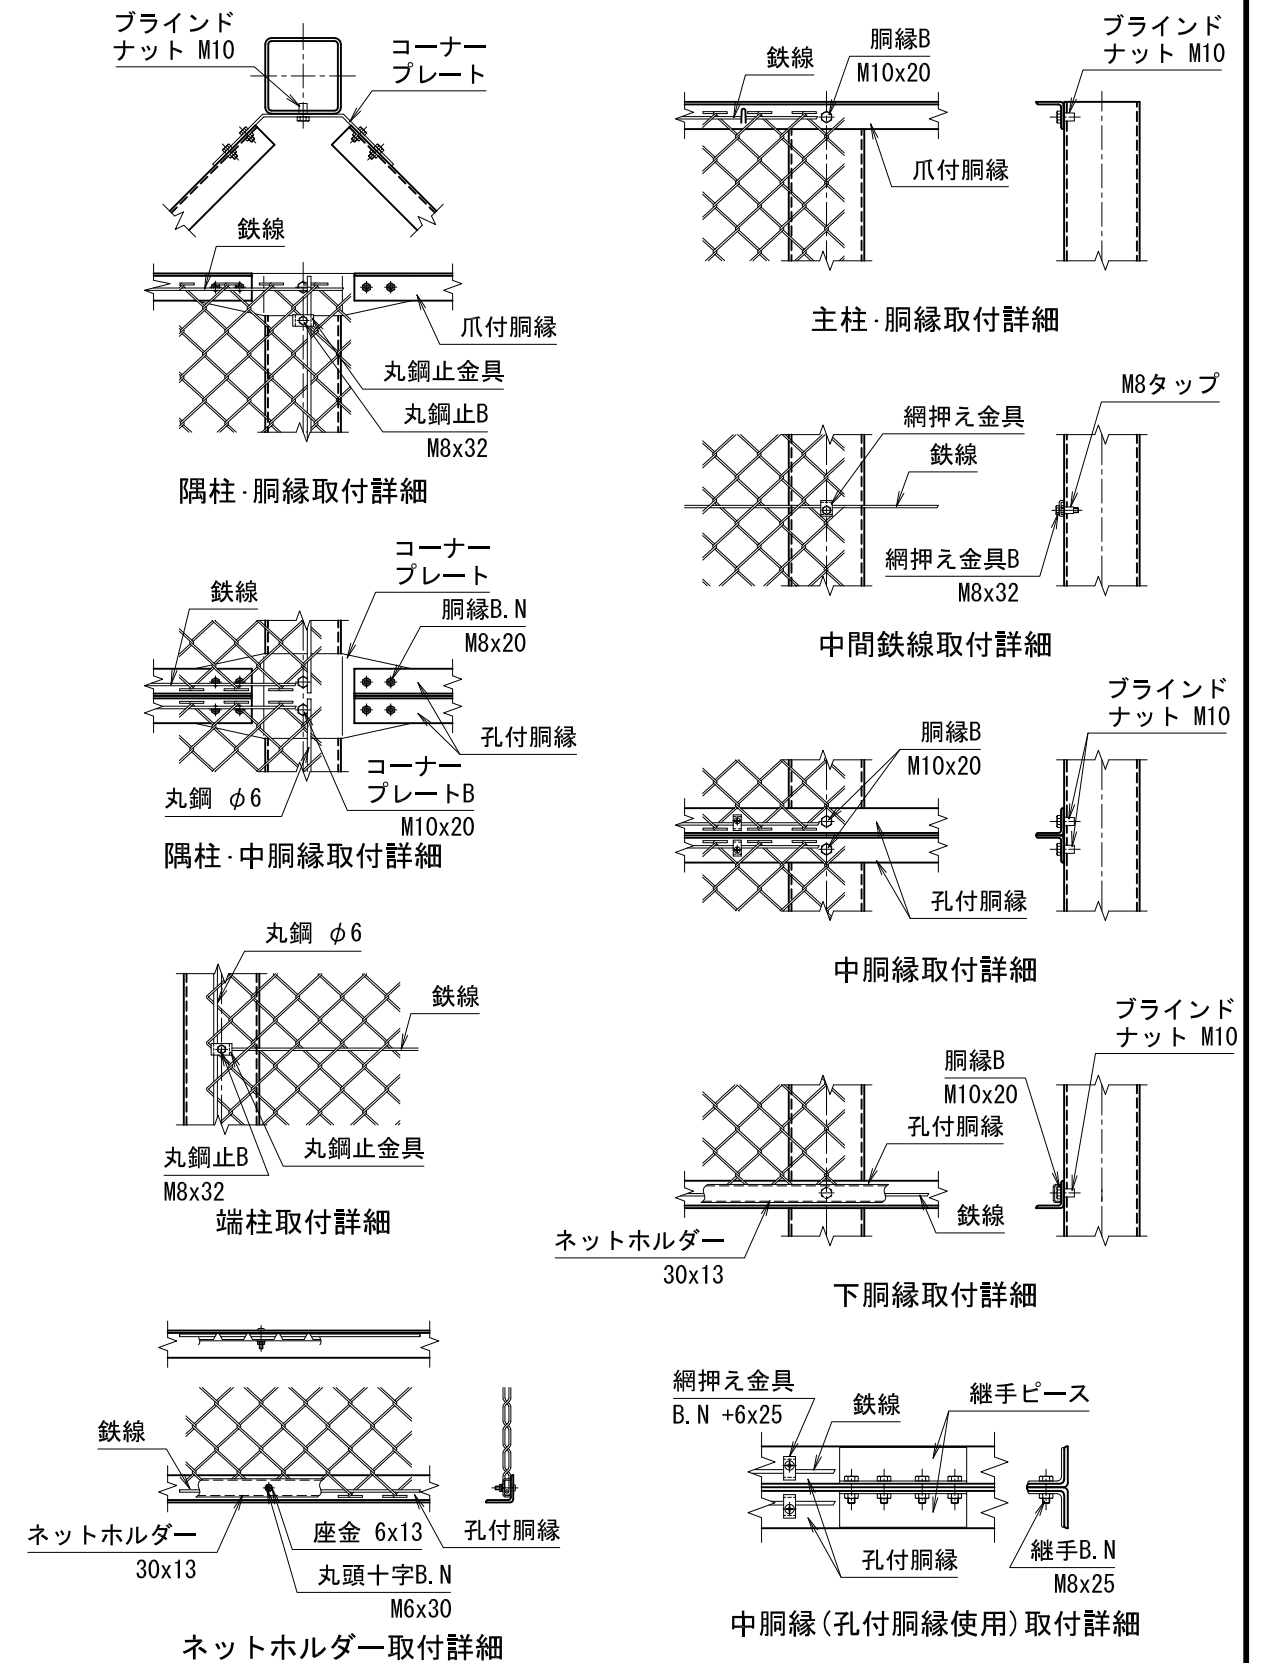 ブラインド
ナット M10
コーナー
プレート
鉄線
爪付胴縁
丸鋼止金具
丸鋼止B
M8x32
隅柱·胴縁取付詳細
コーナー
プレート
鉄線
胴縁B.N
M8x20
孔付胴縁
コーナー
プレートB
M10x20
丸鋼 φ6
隅柱·中胴縁取付詳細
丸鋼 φ6
鉄線
丸鋼止金具
丸鋼止B
M8x32
端柱取付詳細
鉄線
ネットホルダー
30x13
座金 6x13
孔付胴縁
丸頭十字B.N
M6x30
ネットホルダー取付詳細
胴縁B
M10x20
鉄線
ブラインド
ナット M10
爪付胴縁
主柱·胴縁取付詳細
M8タップ
網押え金具
鉄線
網押え金具B
M8x32
中間鉄線取付詳細
ブラインド
ナット M10
胴縁B
M10x20
孔付胴縁
中胴縁取付詳細
ブラインド
ナット M10
胴縁B
M10x20
孔付胴縁
鉄線
ネットホルダー
30x13
下胴縁取付詳細
網押え金具
B.N +6x25
鉄線
継手ピース
孔付胴縁
継手B.N
M8x25
中胴縁(孔付胴縁使用)取付詳細